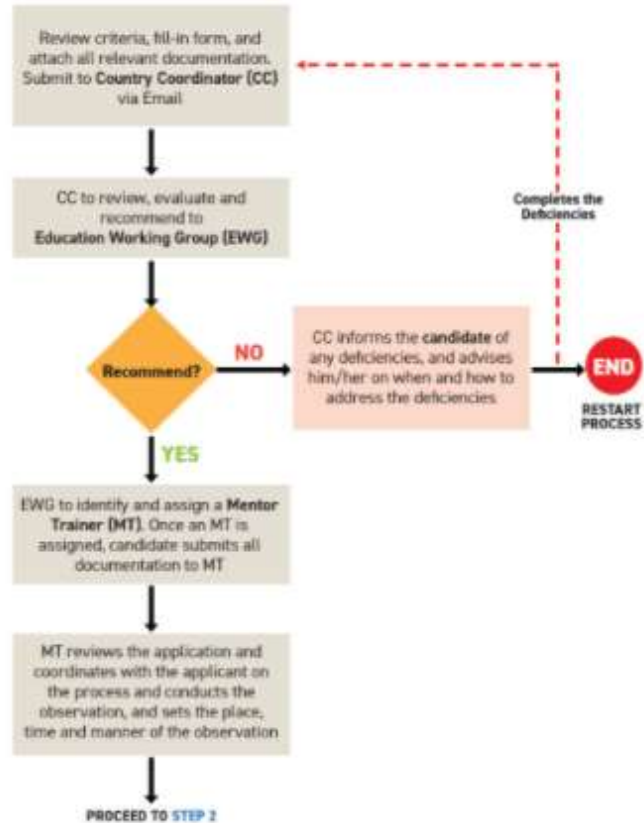 Review criteria, fill-in form, and
attach all relevant documentation.
Submit to Country Coordinator (CC)
via Email
CC to review, evaluate and
recommend to
Education Working Group (EWG)
Completes the
Deficiencies
Recommend?
NO
CC informs the candidate of
any deficiencies, and advises
him/her on when and how to
address the deficiencies
END
RESTART
PROCESS
YES
EWG to identify and assign a Mentor
Trainer (MT). Once an MT is
assigned, candidate submits all
documentation to MT
MT reviews the application and
coordinates with the applicant on
the process and conducts the
observation, and sets the place,
time and manner of the observation
PROCEED TO STEP 2